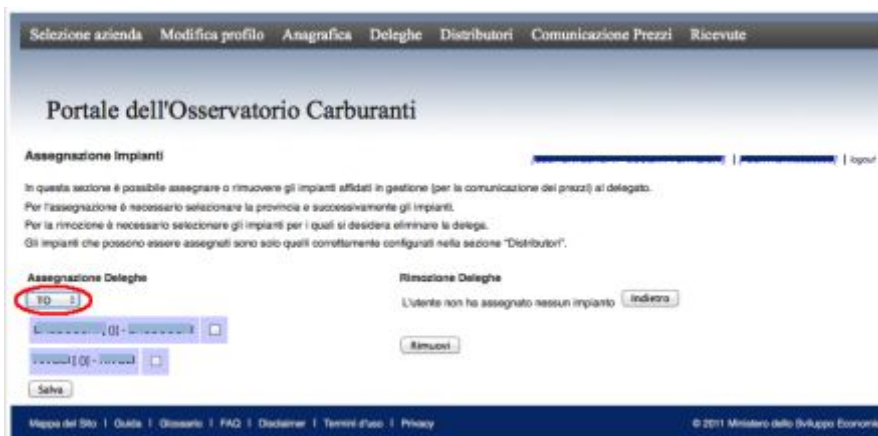 Selezione azienda Modifica profilo Anagrafica Deleghe Distributori Comunicazione Prezzi Ricevute
Portale dell'Osservatorio Carburanti
Assegnazione Impianti
| | logout
In questa sezione è possibile assegnare o rimuovere gli impianti affidati in gestione (per la comunicazione dei prezzi) al delegato.
Per l'assegnazione è necessario selezionare la provincia e successivamente gli impianti.
Per la rimozione è necessario selezionare gli impianti per i quali si desidera eliminare la delega.
Gli impianti che possono essere assegnati sono solo quelli correttamente configurati nella sezione "Distributori".
Assegnazione Deleghe
TO
Salva
Rimozione Deleghe
L'utente non ha assegnato nessun impianto Indietro
Rimuovi
Mappa del Sito | Guida | Glossario | FAQ | Disclaimer | Termini d'uso | Privacy
© 2011 Ministero dello Sviluppo Economic